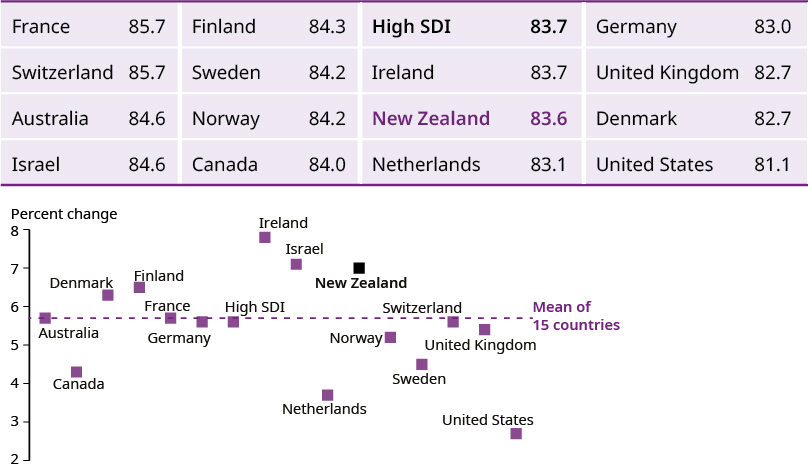 France 85.7 Finland 84.3 High SDI 83.7 Germany 83.0
Switzerland 85.7 Sweden 84.2 Ireland 83.7 United Kingdom 82.7
Australia 84.6 Norway 84.2 New Zealand 83.6 Denmark 82.7
Israel 84.6 Canada 84.0 Netherlands 83.1 United States 81.1
Percent change
8
7
6
5
4
3
2
Ireland
Israel
Finland
Denmark
New Zealand
France
High SDI
Switzerland
Mean of
15 countries
Australia
Germany
Norway
United Kingdom
Canada
Sweden
Netherlands
United States